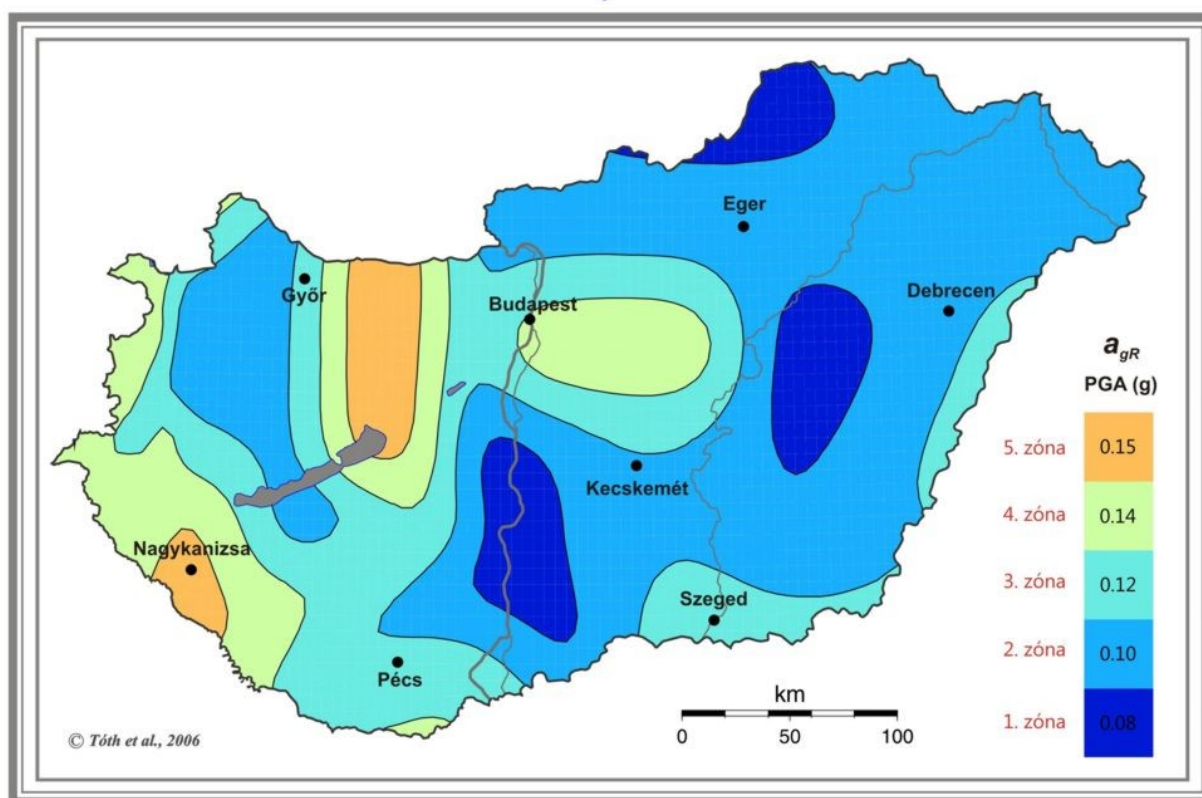 Eger
Debrecen
Győr
Budapest
Kecskemét
Nagykanizsa
Szeged
Pécs
a_gR
PGA (g)
5. zóna 0.15
4. zóna 0.14
3. zóna 0.12
2. zóna 0.10
1. zóna 0.08
km
0 50 100
© Tóth et al., 2006